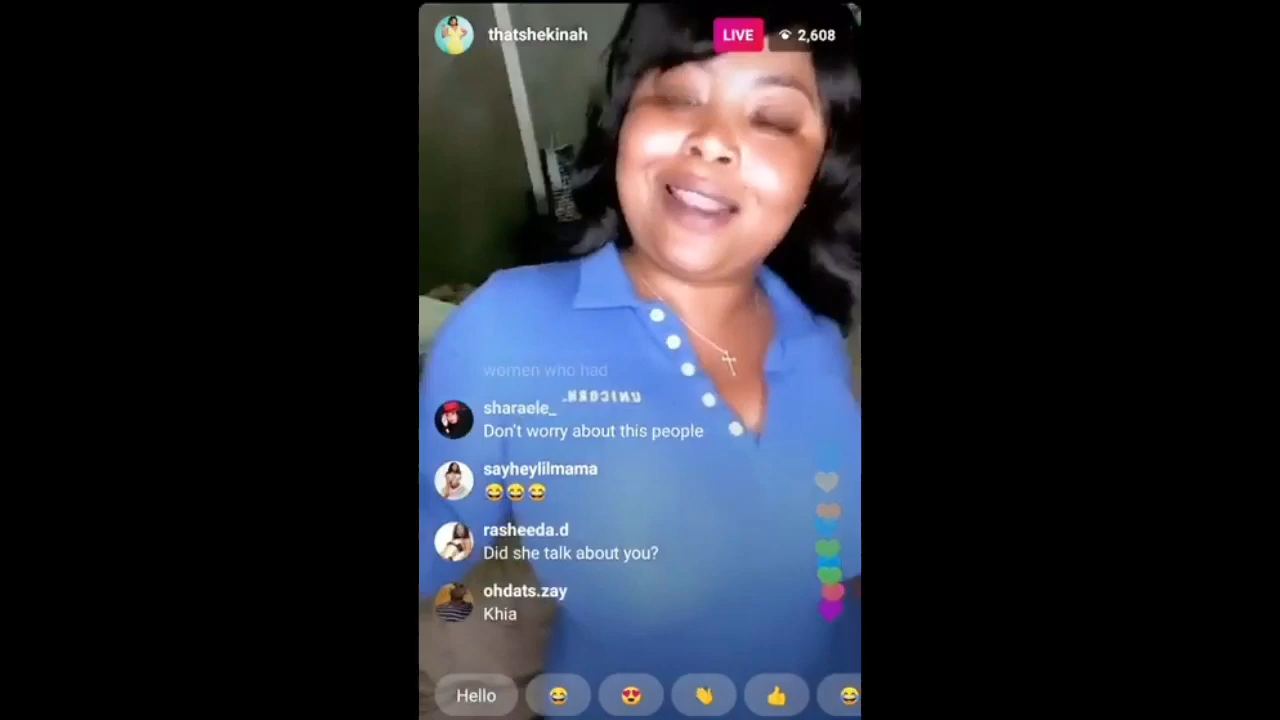 thatshekinah
LIVE
2,608
women who had
UNICORN.
sharaele_
Don't worry about this people
sayheylilmama
😂😂😂
rasheeda.d
Did she talk about you?
ohdats.zay
Khia
Hello